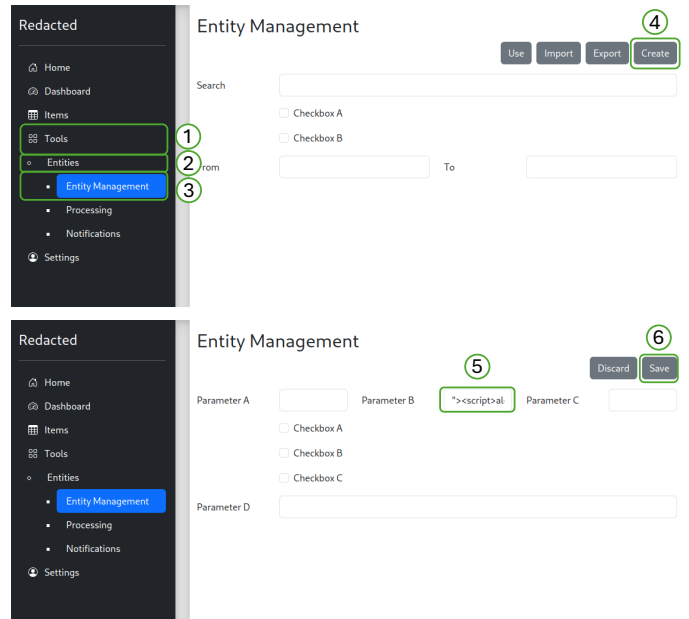 Redacted
Entity Management
4
Use Import Export Create
Home
Search
Dashboard
Items
Checkbox A
Tools
1
Checkbox B
Entities
2
From
To
Entity Management
3
Processing
Notifications
Settings
Redacted
Entity Management
6
5
Discard Save
Home
Dashboard
Parameter A
Parameter B
"><script>al
Parameter C
Items
Checkbox A
Tools
Checkbox B
Entities
Checkbox C
Entity Management
Parameter D
Processing
Notifications
Settings